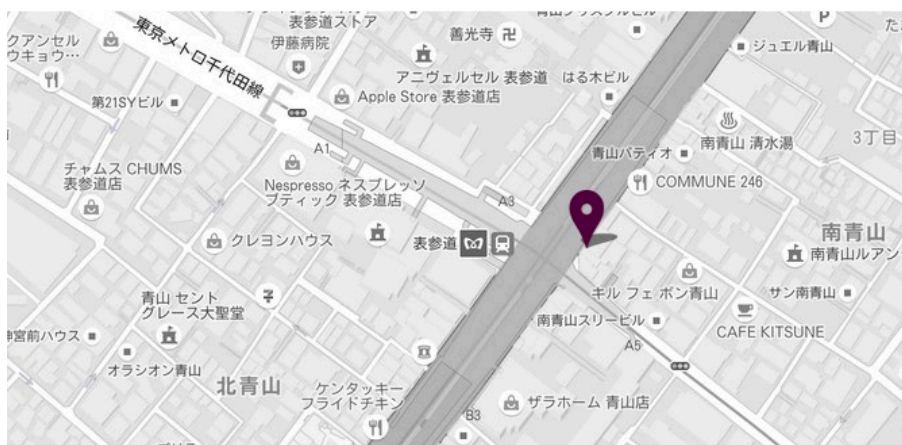 表参道ストア
伊藤病院
善光寺
ジュエル青山
クアンセル
ウキョウ…
東京メトロ千代田線
アニヴェルセル 表参道
はる木ビル
Apple Store 表参道店
第21SYビル
A1
南青山 清水湯
3丁目
青山パティオ
チャムス CHUMS
表参道店
Nespresso ネスプレッソ
ブティック 表参道店
A3
COMMUNE 246
クレヨンハウス
表参道
南青山
南青山ルアン
キル フェ ボン青山
サン南青山
青山 セント
グレース大聖堂
南青山スリービル
CAFE KITSUNE
神宮前ハウス
A5
オラシオン青山
北青山
ケンタッキー
フライドチキン
ザラホーム 青山店
B3
P